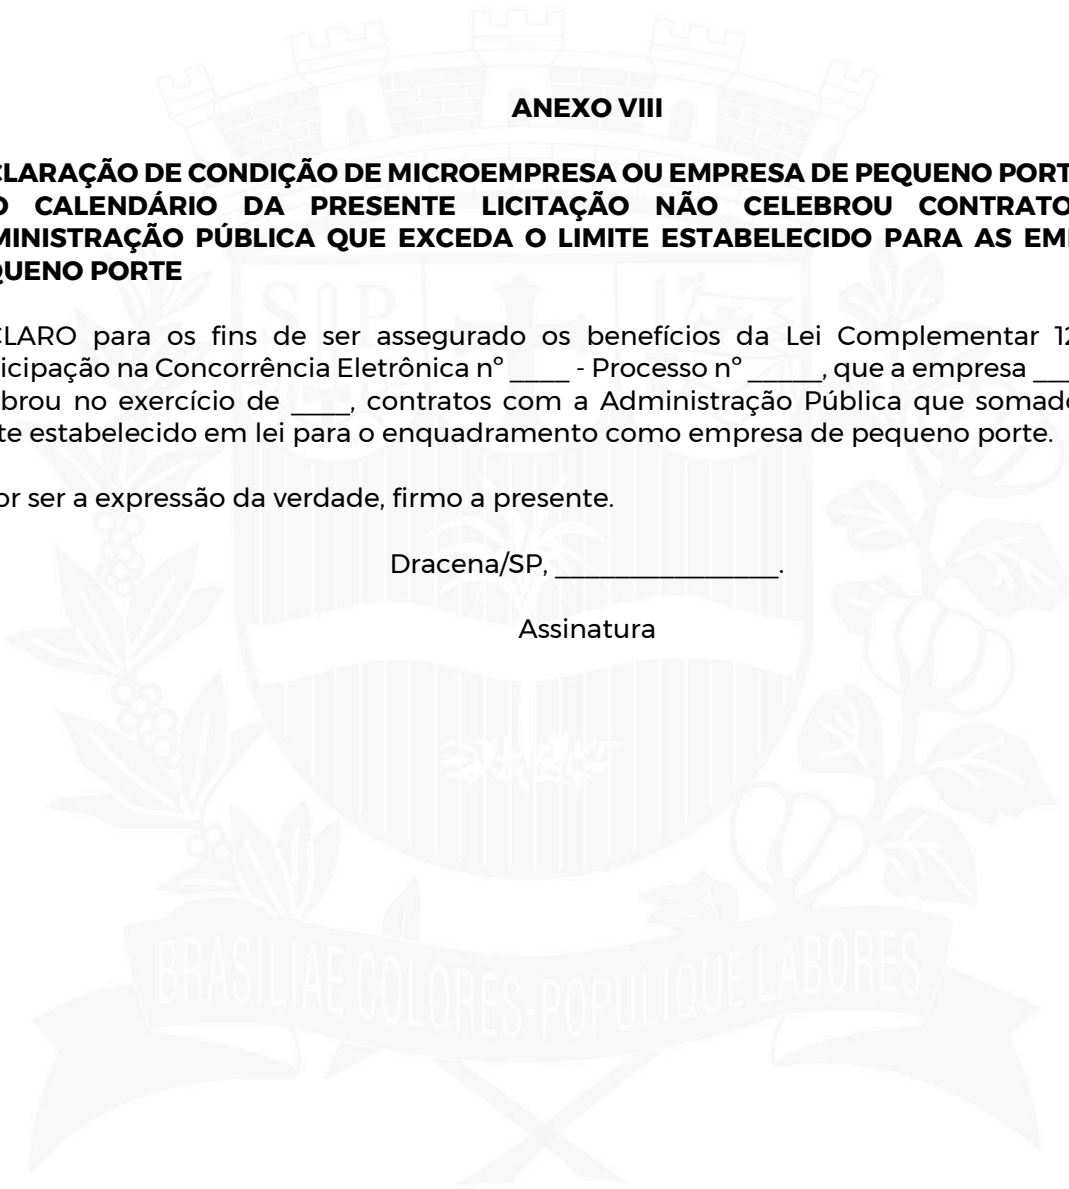 ANEXO VIII
CLARAÇÃO DE CONDIÇÃO DE MICROEMPRESA OU EMPRESA DE PEQUENO PORT
O CALENDÁRIO DA PRESENTE LICITAÇÃO NÃO CELEBROU CONTRATO
MINISTRAÇÃO PÚBLICA QUE EXCEDA O LIMITE ESTABELECIDO PARA AS EM
QUENO PORTE
CLARO para os fins de ser assegurado os benefícios da Lei Complementar 12
icipação na Concorrência Eletrônica nº ____ - Processo nº _____, que a empresa ___
brou no exercício de ____, contratos com a Administração Pública que somad
te estabelecido em lei para o enquadramento como empresa de pequeno porte.
or ser a expressão da verdade, firmo a presente.
Dracena/SP, _______________.
Assinatura
BRASILIAE COLORES-POPULIQUE LABORES